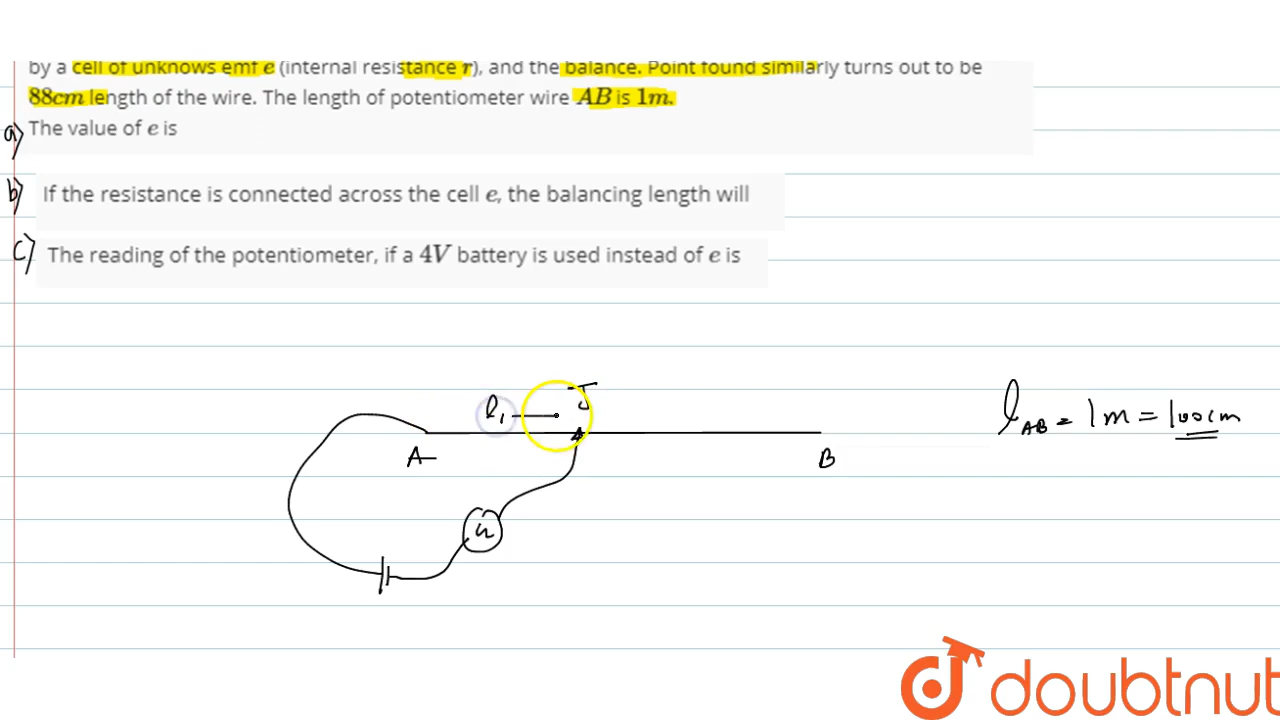 by a cell of unknows emf e (internal resistance r), and the balance. Point found similarly turns out to be
88cm length of the wire. The length of potentiometer wire AB is 1m.
a) The value of e is
b) If the resistance is connected across the cell e, the balancing length will
c) The reading of the potentiometer, if a 4V battery is used instead of e is
l₁ J
l_AB = 1m = 100cm
A B
G
doubtnut